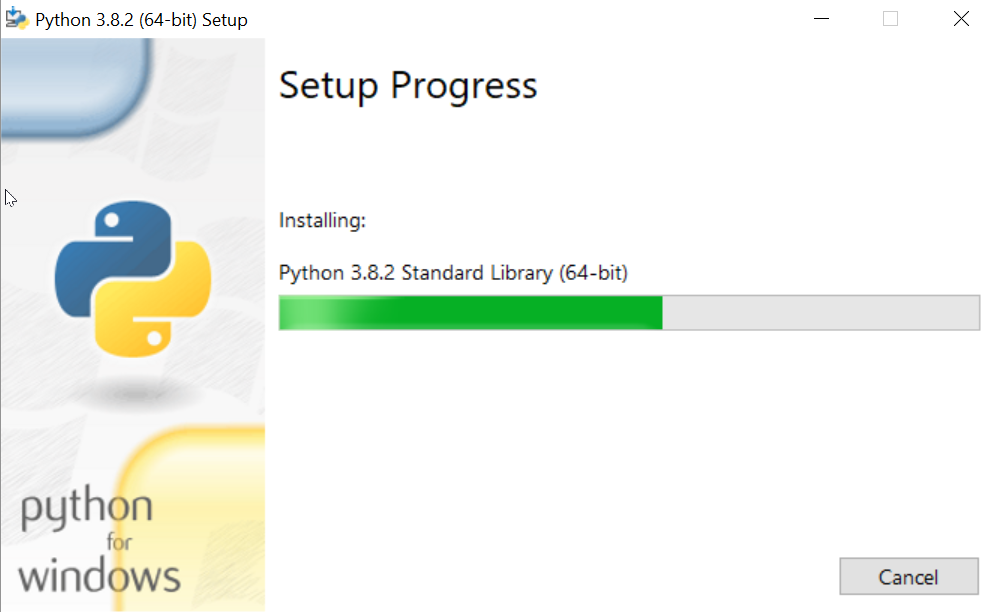 Python 3.8.2 (64-bit) Setup
Setup Progress
Installing:
Python 3.8.2 Standard Library (64-bit)
python
for
windows
Cancel